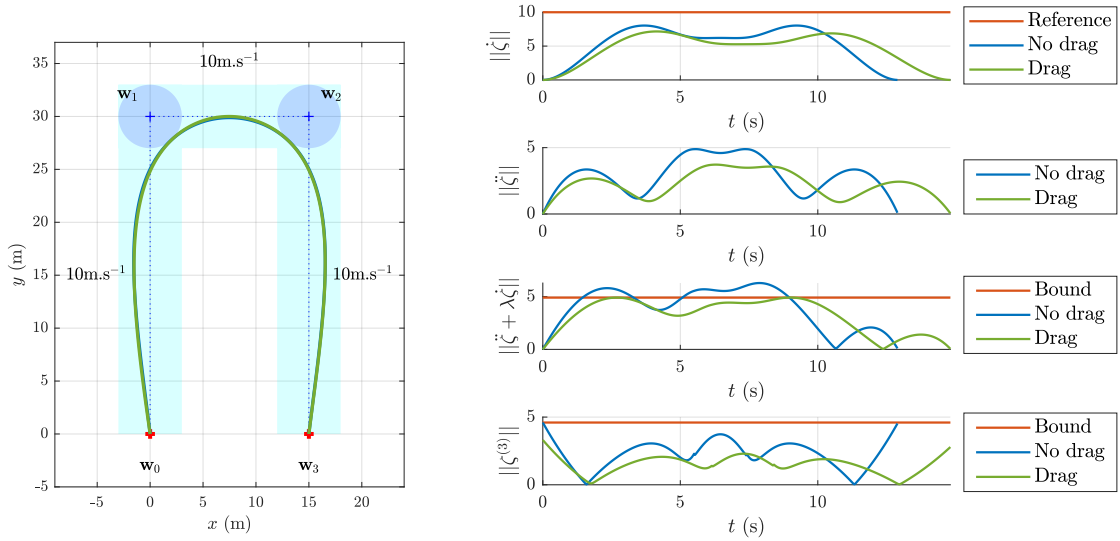 10m.s⁻¹
w₁
w₂
10m.s⁻¹
10m.s⁻¹
w₀
w₃
35
30
25
20
15
10
5
0
-5
-5
0
5
10
15
20
x (m)
y (m)
10
5
0
0
5
10
||ζ̇||
t (s)
Reference
No drag
Drag
5
0
0
5
10
||ζ̈||
t (s)
No drag
Drag
5
0
0
5
10
||ζ̈ + λζ̇||
t (s)
Bound
No drag
Drag
5
0
0
5
10
||ζ⁽³⁾||
t (s)
Bound
No drag
Drag